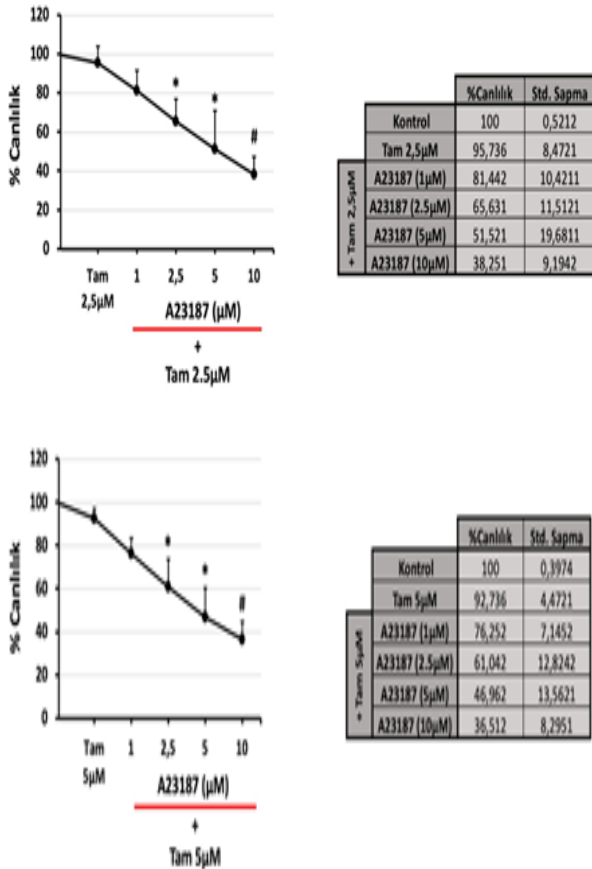 120
100
80
60
40
20
0
% Canlılık
* * #
Tam 2,5µM 1 2,5 5 10
A23187 (µM)
+
Tam 2.5µM
%Canlılık Std. Sapma
Kontrol 100 0,5212
Tam 2,5µM 95,736 8,4721
+ Tam 2,5µM
A23187 (1µM) 81,442 10,4211
A23187 (2.5µM) 65,631 11,5121
A23187 (5µM) 51,521 19,6811
A23187 (10µM) 38,251 9,1942
120
100
80
60
40
20
0
% Canlılık
* * #
Tam 5µM 1 2,5 5 10
A23187 (µM)
+
Tam 5µM
%Canlılık Std. Sapma
Kontrol 100 0,3974
Tam 5µM 92,736 4,4721
+ Tam 5µM
A23187 (1µM) 76,252 7,1452
A23187 (2.5µM) 61,042 12,8242
A23187 (5µM) 46,962 13,5621
A23187 (10µM) 36,512 8,2951